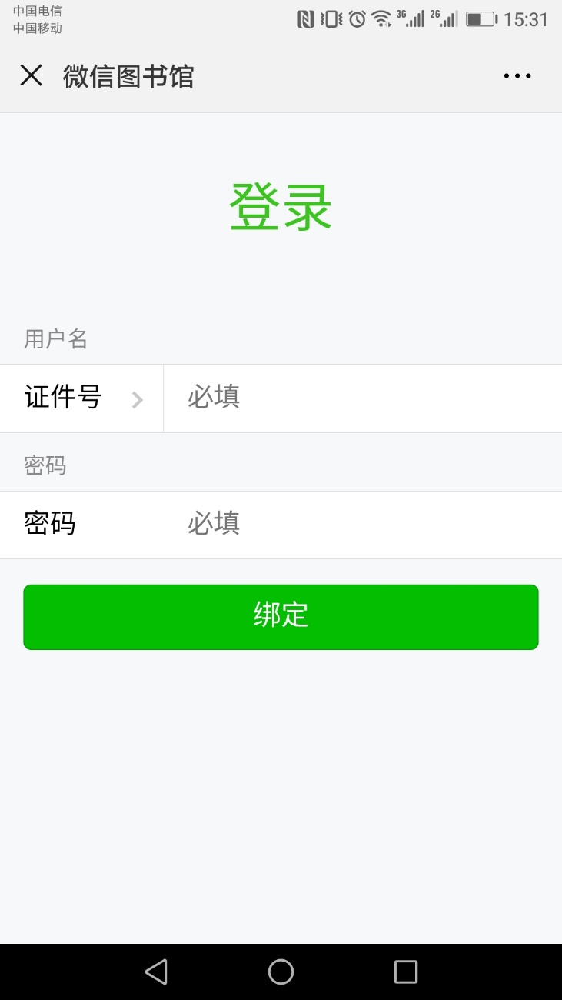 中国电信
中国移动
3G 2G 15:31
微信图书馆
登录
用户名
证件号 必填
密码
密码 必填
绑定